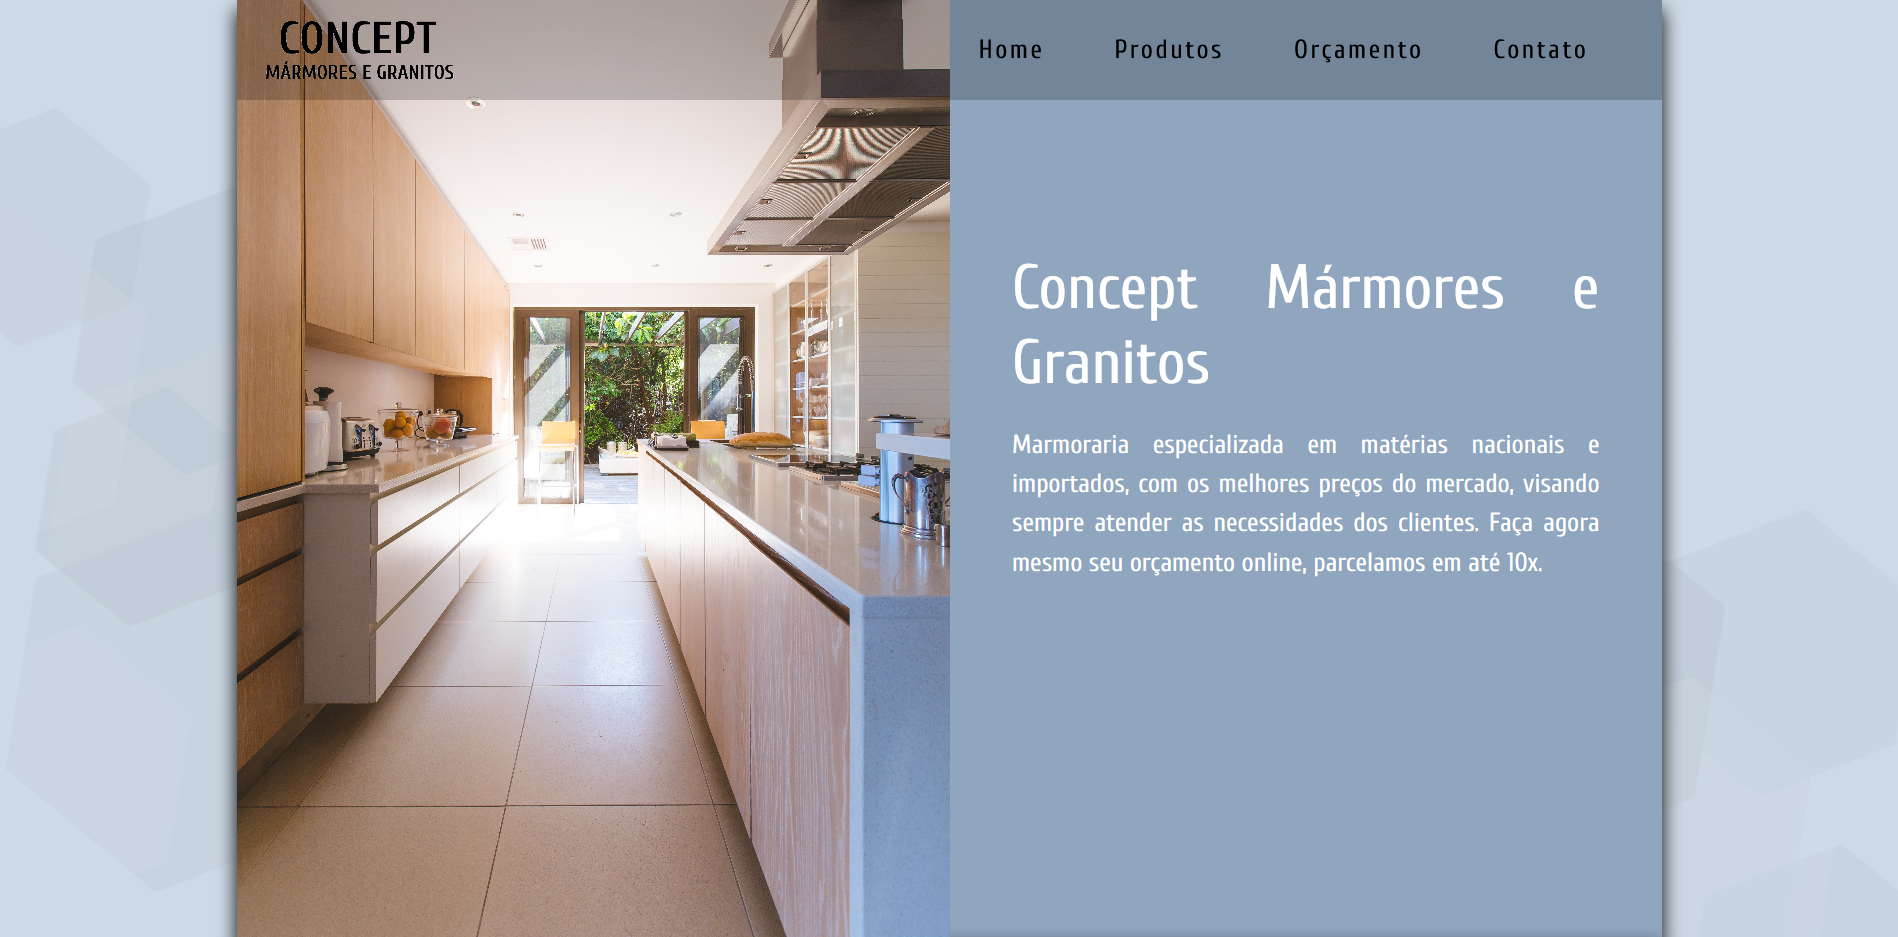 CONCEPT
MÁRMORES E GRANITOS
Home Produtos Orçamento Contato
Concept Mármores e
Granitos
Marmoraria especializada em matérias nacionais e
importados, com os melhores preços do mercado, visando
sempre atender as necessidades dos clientes. Faça agora
mesmo seu orçamento online, parcelamos em até 10x.